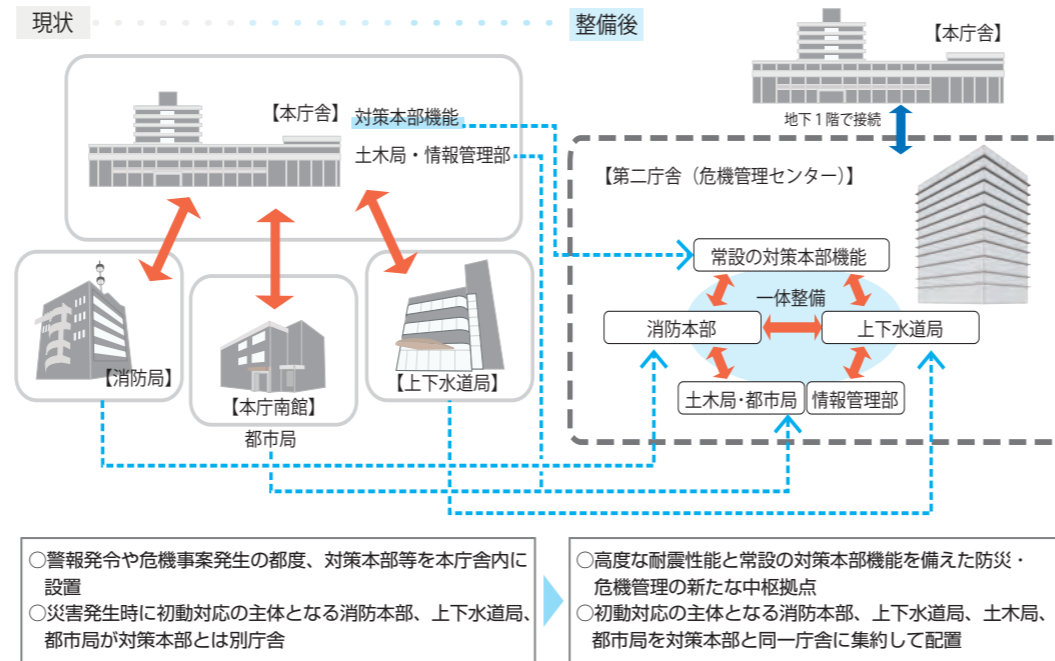 現状
整備後
【本庁舎】
対策本部機能
土木局・情報管理部
【消防局】
【本庁南館】
都市局
【上下水道局】
【本庁舎】
地下1階で接続
【第二庁舎（危機管理センター）】
常設の対策本部機能
一体整備
消防本部
上下水道局
土木局・都市局
情報管理部
○警報発令や危機事案発生の都度、対策本部等を本庁舎内に
設置
○災害発生時に初動対応の主体となる消防本部、上下水道局、
都市局が対策本部とは別庁舎
○高度な耐震性能と常設の対策本部機能を備えた防災・
危機管理の新たな中枢拠点
○初動対応の主体となる消防本部、上下水道局、土木局、
都市局を対策本部と同一庁舎に集約して配置